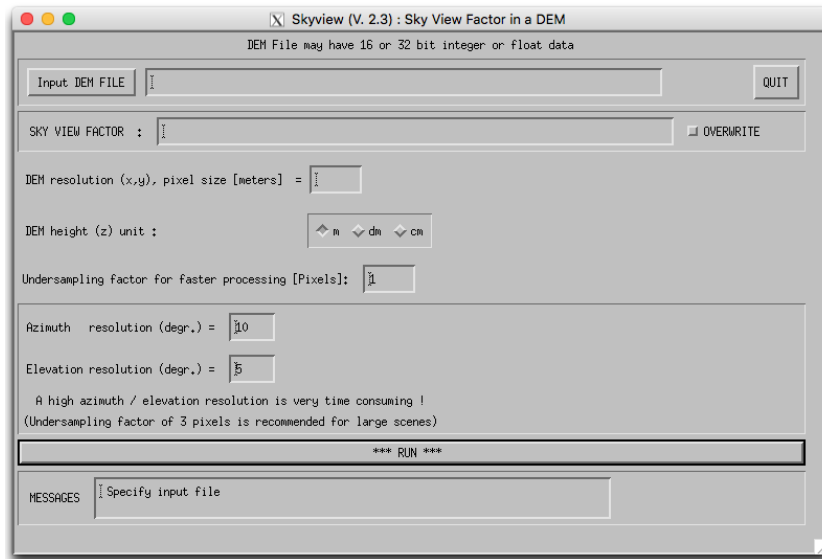 Skyview (V. 2.3) : Sky View Factor in a DEM
DEM File may have 16 or 32 bit integer or float data
Input DEM FILE QUIT
SKY VIEW FACTOR : OVERWRITE
DEM resolution (x,y), pixel size [meters] =
DEM height (z) unit : m dm cm
Undersampling factor for faster processing [Pixels]: 1
Azimuth resolution (degr.) = 10
Elevation resolution (degr.) = 5
A high azimuth / elevation resolution is very time consuming !
(Undersampling factor of 3 pixels is recommended for large scenes)
*** RUN ***
MESSAGES Specify input file